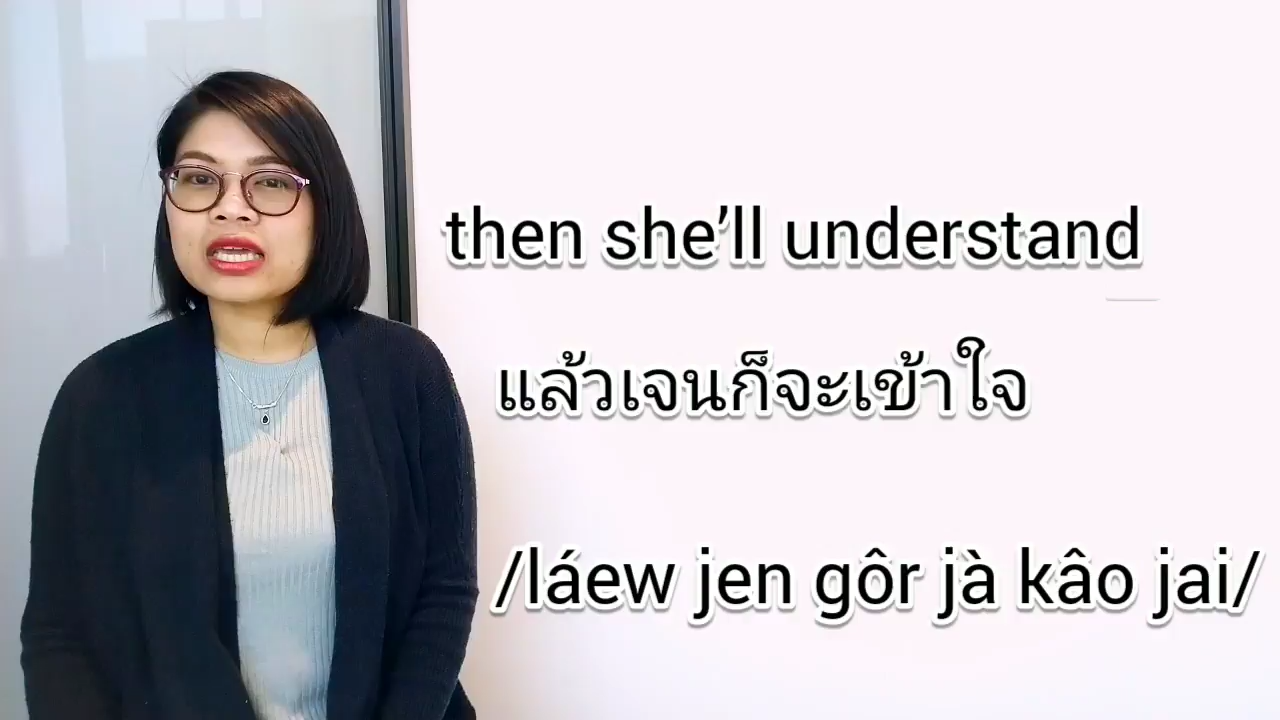 then she’ll understand
แล้วเจนก็จะเข้าใจ
/láew jen gôr jà kâo jai/